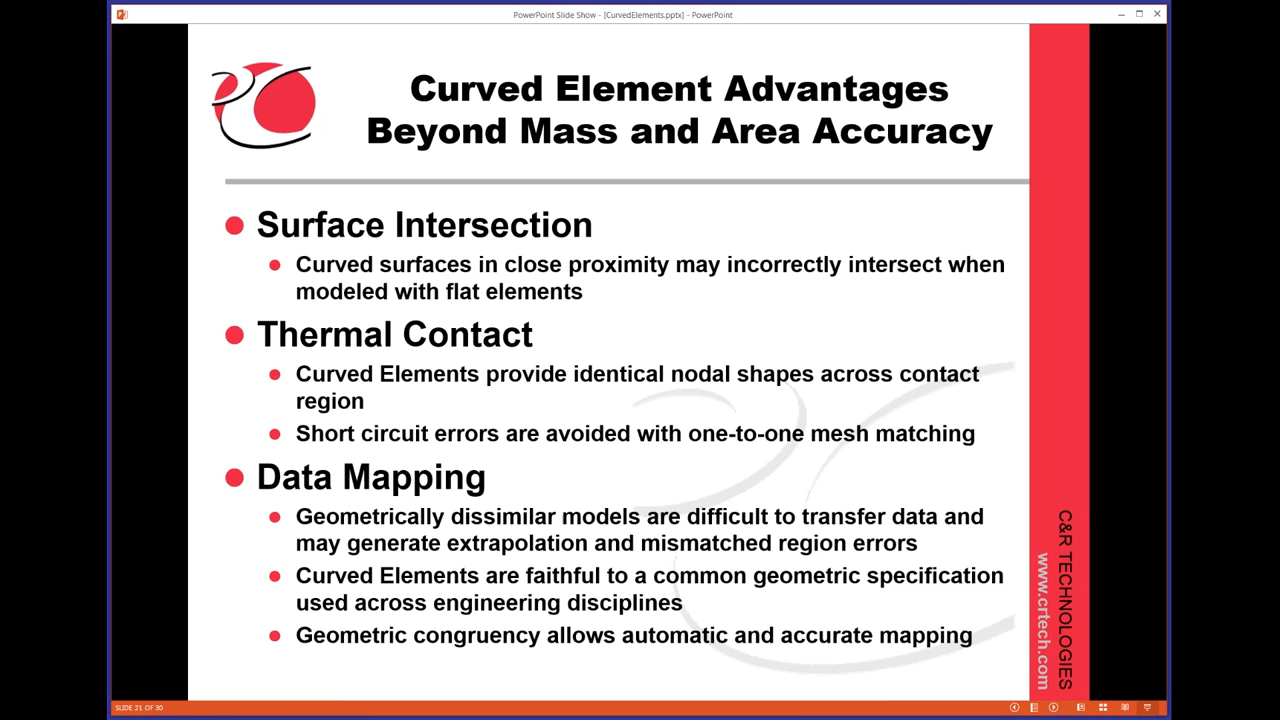 PowerPoint Slide Show - [CurvedElements.pptx] - PowerPoint
Curved Element Advantages
Beyond Mass and Area Accuracy
Surface Intersection
Curved surfaces in close proximity may incorrectly intersect when
modeled with flat elements
Thermal Contact
Curved Elements provide identical nodal shapes across contact
region
Short circuit errors are avoided with one-to-one mesh matching
Data Mapping
Geometrically dissimilar models are difficult to transfer data and
may generate extrapolation and mismatched region errors
Curved Elements are faithful to a common geometric specification
used across engineering disciplines
Geometric congruency allows automatic and accurate mapping
C&R TECHNOLOGIES
www.crtech.com
SLIDE 21 OF 30